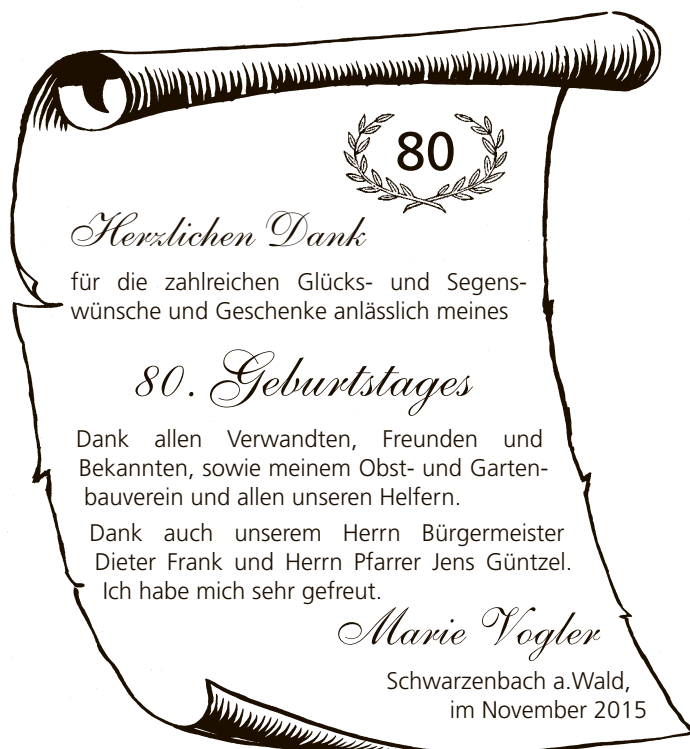 80
Herzlichen Dank
für die zahlreichen Glücks- und Segens-
wünsche und Geschenke anlässlich meines
80. Geburtstages
Dank allen Verwandten, Freunden und
Bekannten, sowie meinem Obst- und Garten-
bauverein und allen unseren Helfern.
Dank auch unserem Herrn Bürgermeister
Dieter Frank und Herrn Pfarrer Jens Güntzel.
Ich habe mich sehr gefreut.
Marie Vogler
Schwarzenbach a.Wald,
im November 2015